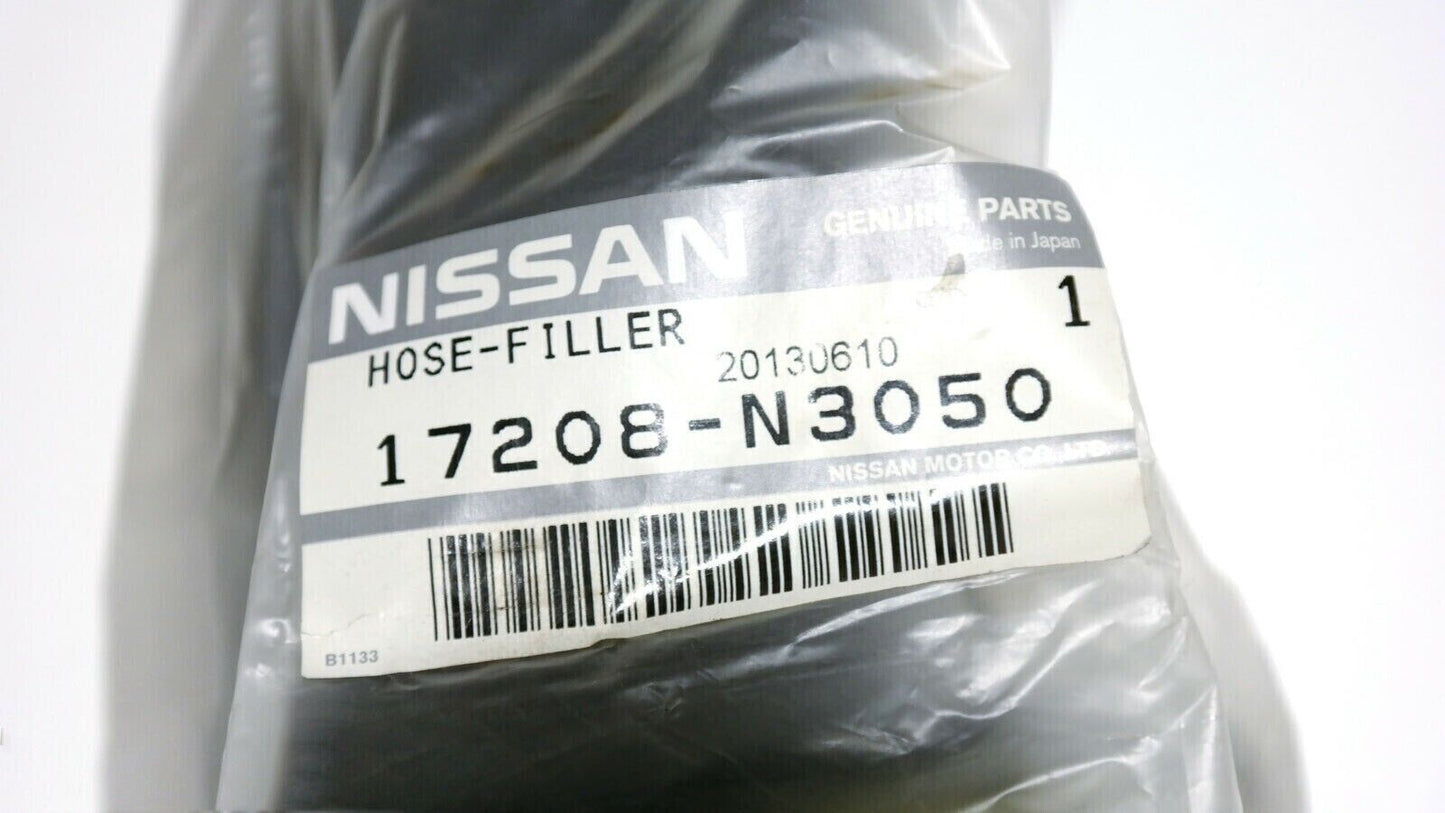 NISSAN
GENUINE PARTS
Made in Japan
HOSE-FILLER
1
20130610
17208-N3050
NISSAN MOTOR CO., LTD.
B1133